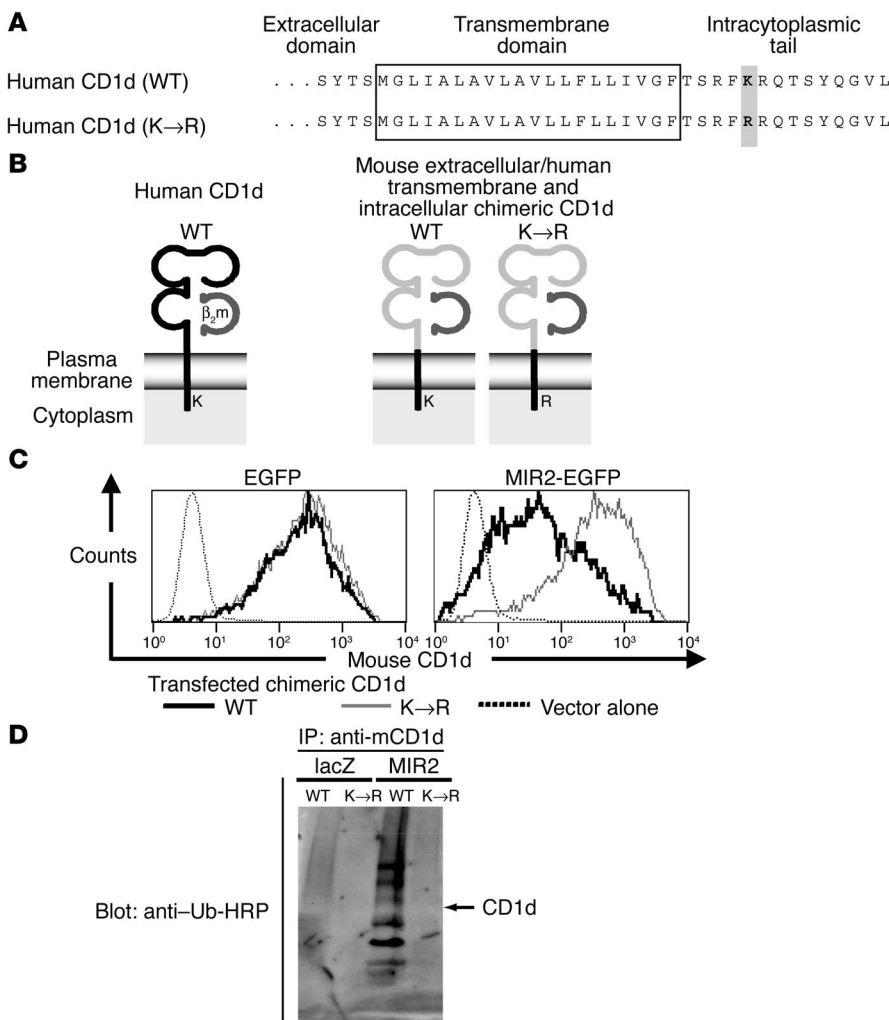 A
Extracellular domain
Transmembrane domain
Intracytoplasmic tail
Human CD1d (WT) ...SYTSMGLIALAVLAVLLFLLIVGFTSRFKRQTSYQGVL
Human CD1d (K→R) ...SYTSMGLIALAVLAVLLFLLIVGFTSRFRRQTSYQGVL
B
Human CD1d
WT
Mouse extracellular/human
transmembrane and
intracellular chimeric CD1d
WT K→R
β₂m
Plasma
membrane
Cytoplasm
K K R
C
EGFP MIR2-EGFP
Counts
10⁰ 10¹ 10² 10³ 10⁴ 10⁰ 10¹ 10² 10³ 10⁴
Mouse CD1d
Transfected chimeric CD1d
WT K→R Vector alone
D
IP: anti-mCD1d
lacZ MIR2
WT K→R WT K→R
Blot: anti–Ub-HRP
CD1d